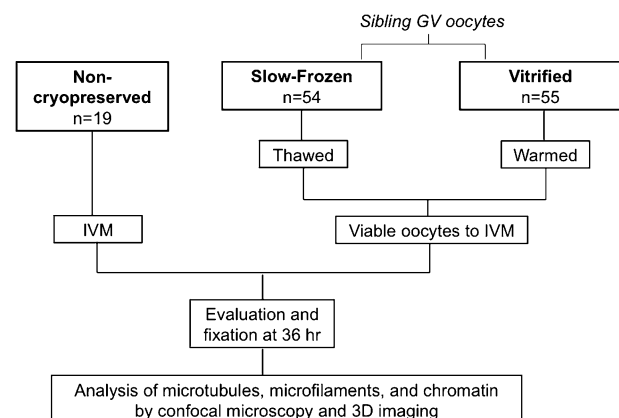 Sibling GV oocytes
Non-
cryopreserved
n=19
Slow-Frozen
n=54
Vitrified
n=55
Thawed
Warmed
IVM
Viable oocytes to IVM
Evaluation and
fixation at 36 hr
Analysis of microtubules, microfilaments, and chromatin
by confocal microscopy and 3D imaging